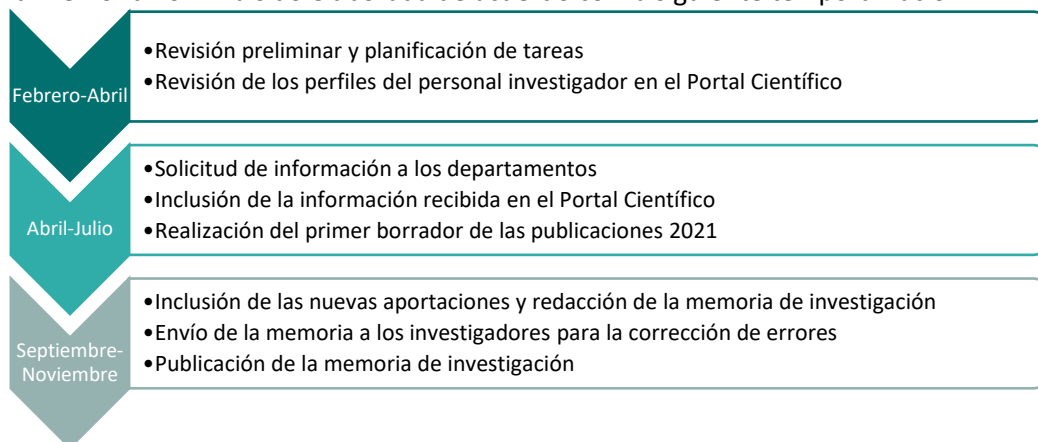 Febrero-Abril
•Revisión preliminar y planificación de tareas
•Revisión de los perfiles del personal investigador en el Portal Científico
Abril-Julio
•Solicitud de información a los departamentos
•Inclusión de la información recibida en el Portal Científico
•Realización del primer borrador de las publicaciones 2021
Septiembre-
Noviembre
•Inclusión de las nuevas aportaciones y redacción de la memoria de investigación
•Envío de la memoria a los investigadores para la corrección de errores
•Publicación de la memoria de investigación